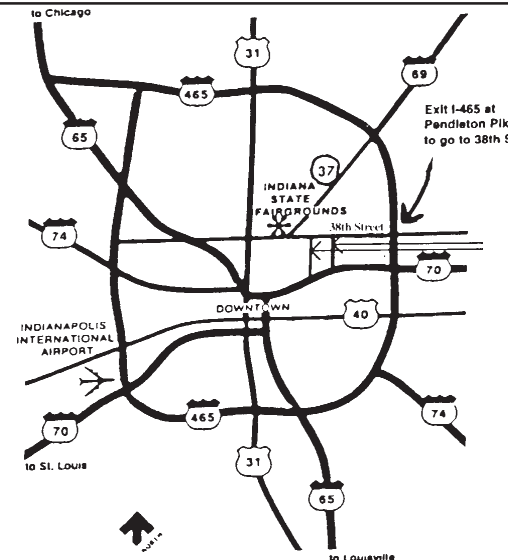 to Chicago
31
69
465
Exit I-465 at
Pendleton Pik
to go to 38th S
65
37
INDIANA
STATE
FAIRGROUNDS
38th Street
74
70
DOWNTOWN
40
INDIANAPOLIS
INTERNATIONAL
AIRPORT
465
74
70
31
to St. Louis
65
NORTH
to Louisville